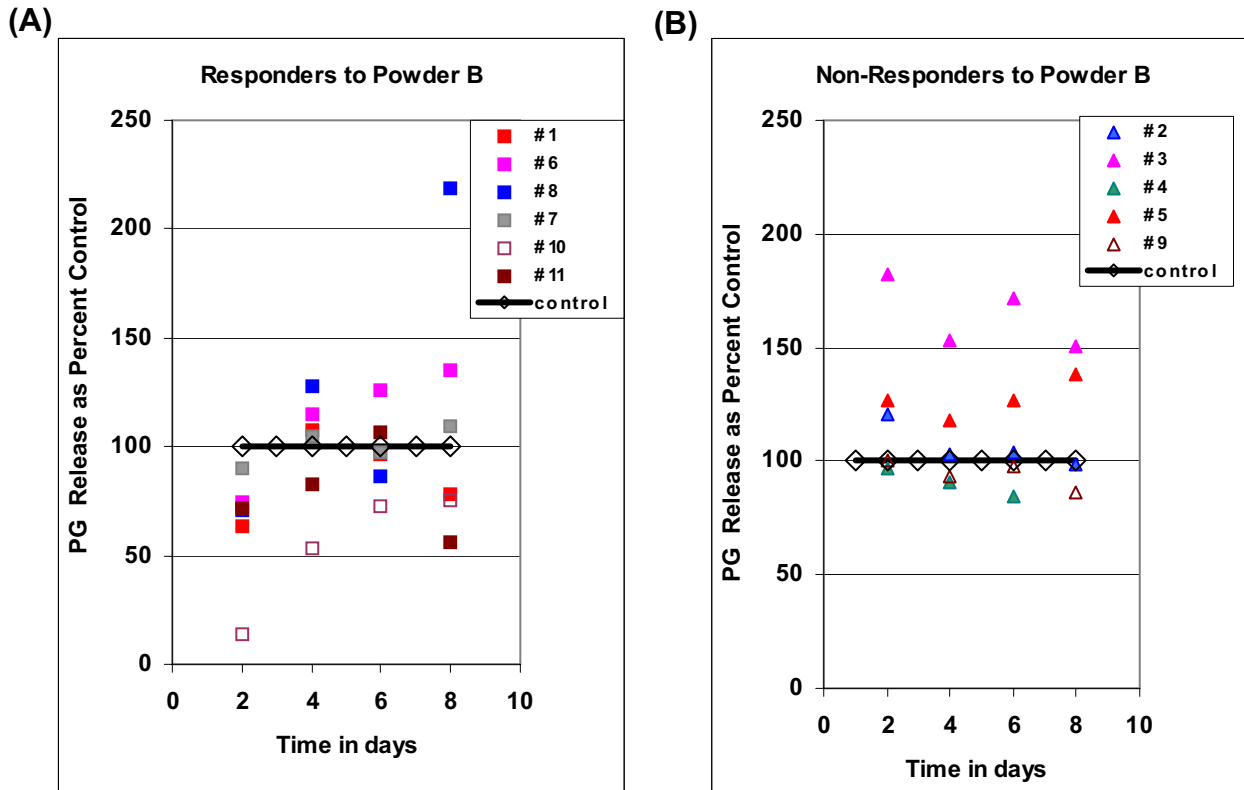 (A)
Responders to Powder B
PG Release as Percent Control
250
200
150
100
50
0
0 2 4 6 8 10
Time in days
#1
#6
#8
#7
#10
#11
control
(B)
Non-Responders to Powder B
PG Release as Percent Control
250
200
150
100
50
0
0 2 4 6 8 10
Time in days
#2
#3
#4
#5
#9
control